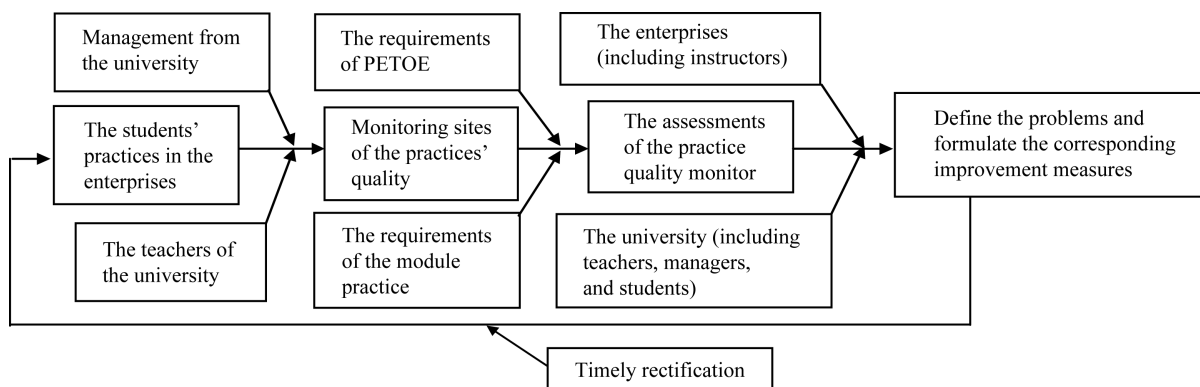 Management from
the university
The requirements
of PETOE
The enterprises
(including instructors)
The students’
practices in the
enterprises
Monitoring sites
of the practices’
quality
The assessments
of the practice
quality monitor
Define the problems and
formulate the corresponding
improvement measures
The teachers of
the university
The requirements
of the module
practice
The university (including
teachers, managers,
and students)
Timely rectification